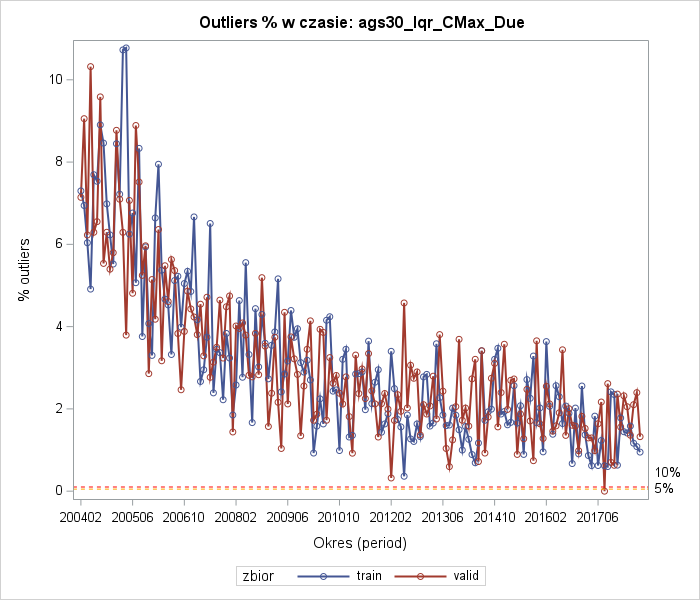 Outliers % w czasie: ags30_Iqr_CMax_Due
% outliers
10
8
6
4
2
0
10%
5%
200402 200506 200610 200802 200906 201010 201202 201306 201410 201602 201706
Okres (period)
zbior train valid